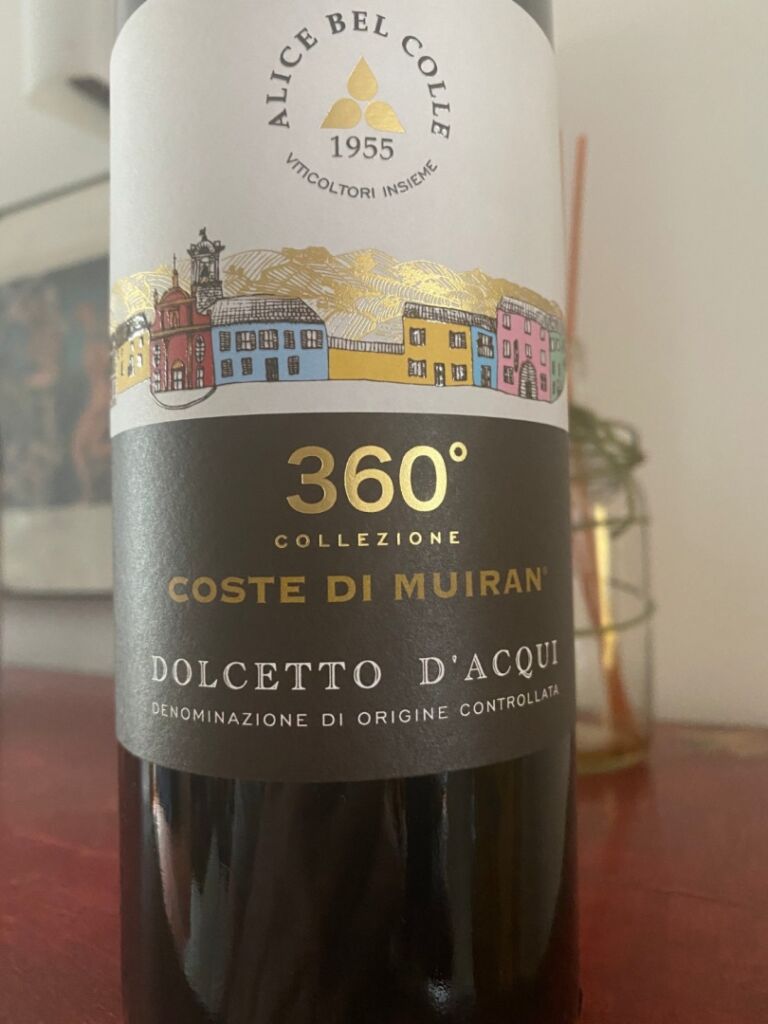 ALICE BEL COLLE
1955
VITICOLTORI INSIEME
360°
COLLEZIONE
COSTE DI MUIRAN®
DOLCETTO D'ACQUI
DENOMINAZIONE DI ORIGINE CONTROLLATA